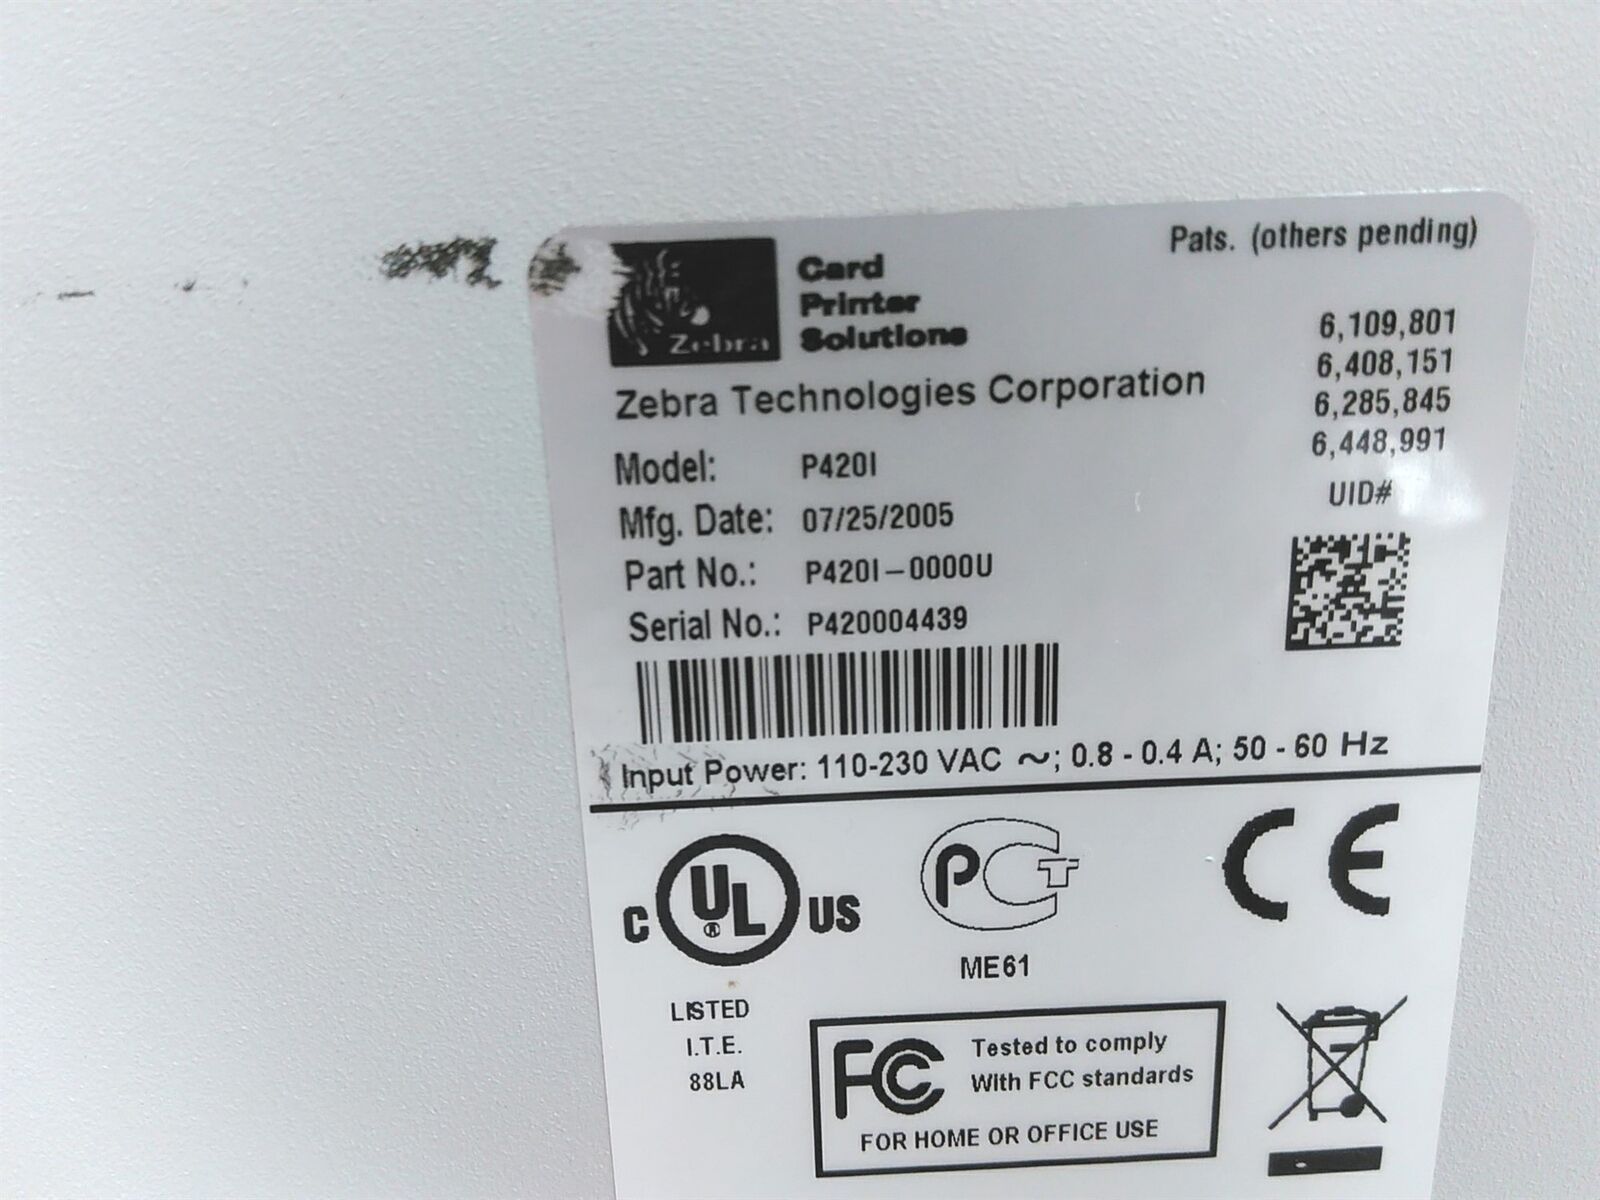 Zebra
Card
Printer
Solutions
Pats. (others pending)
6,109,801
6,408,151
6,285,845
6,448,991
UID#
Zebra Technologies Corporation
Model: P420I
Mfg. Date: 07/25/2005
Part No.: P420I-0000U
Serial No.: P420004439
Input Power: 110-230 VAC ~; 0.8 - 0.4 A; 50 - 60 Hz
C UL® US
LISTED
I.T.E.
88LA
PCT
ME61
CE
FCC
Tested to comply
With FCC standards
FOR HOME OR OFFICE USE